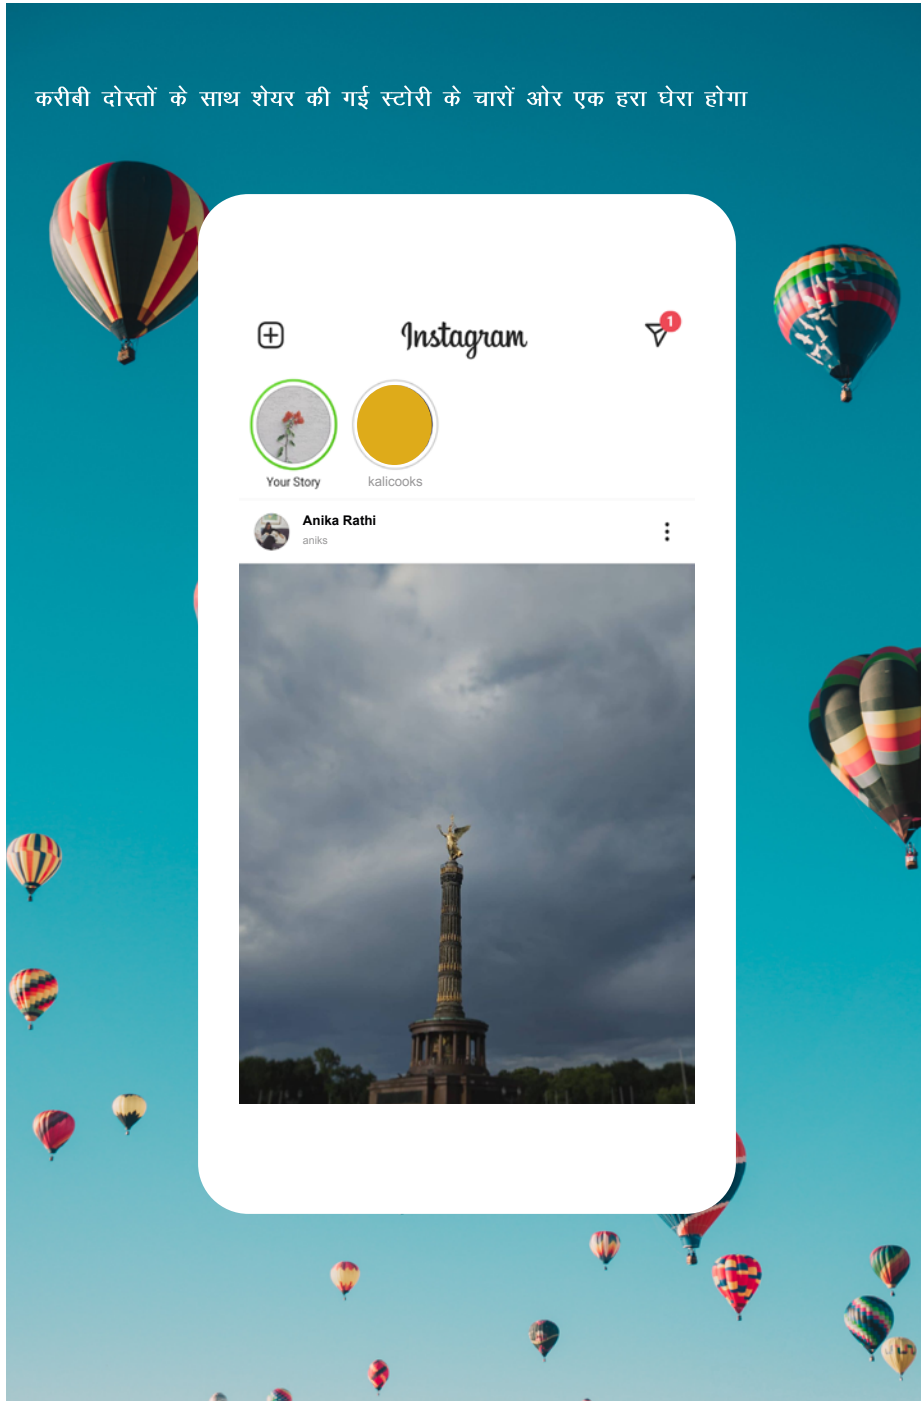 करीबी दोस्तों के साथ शेयर की गई स्टोरी के चारों ओर एक हरा घेरा होगा
Instagram
1
Your Story
kalicooks
Anika Rathi
aniks